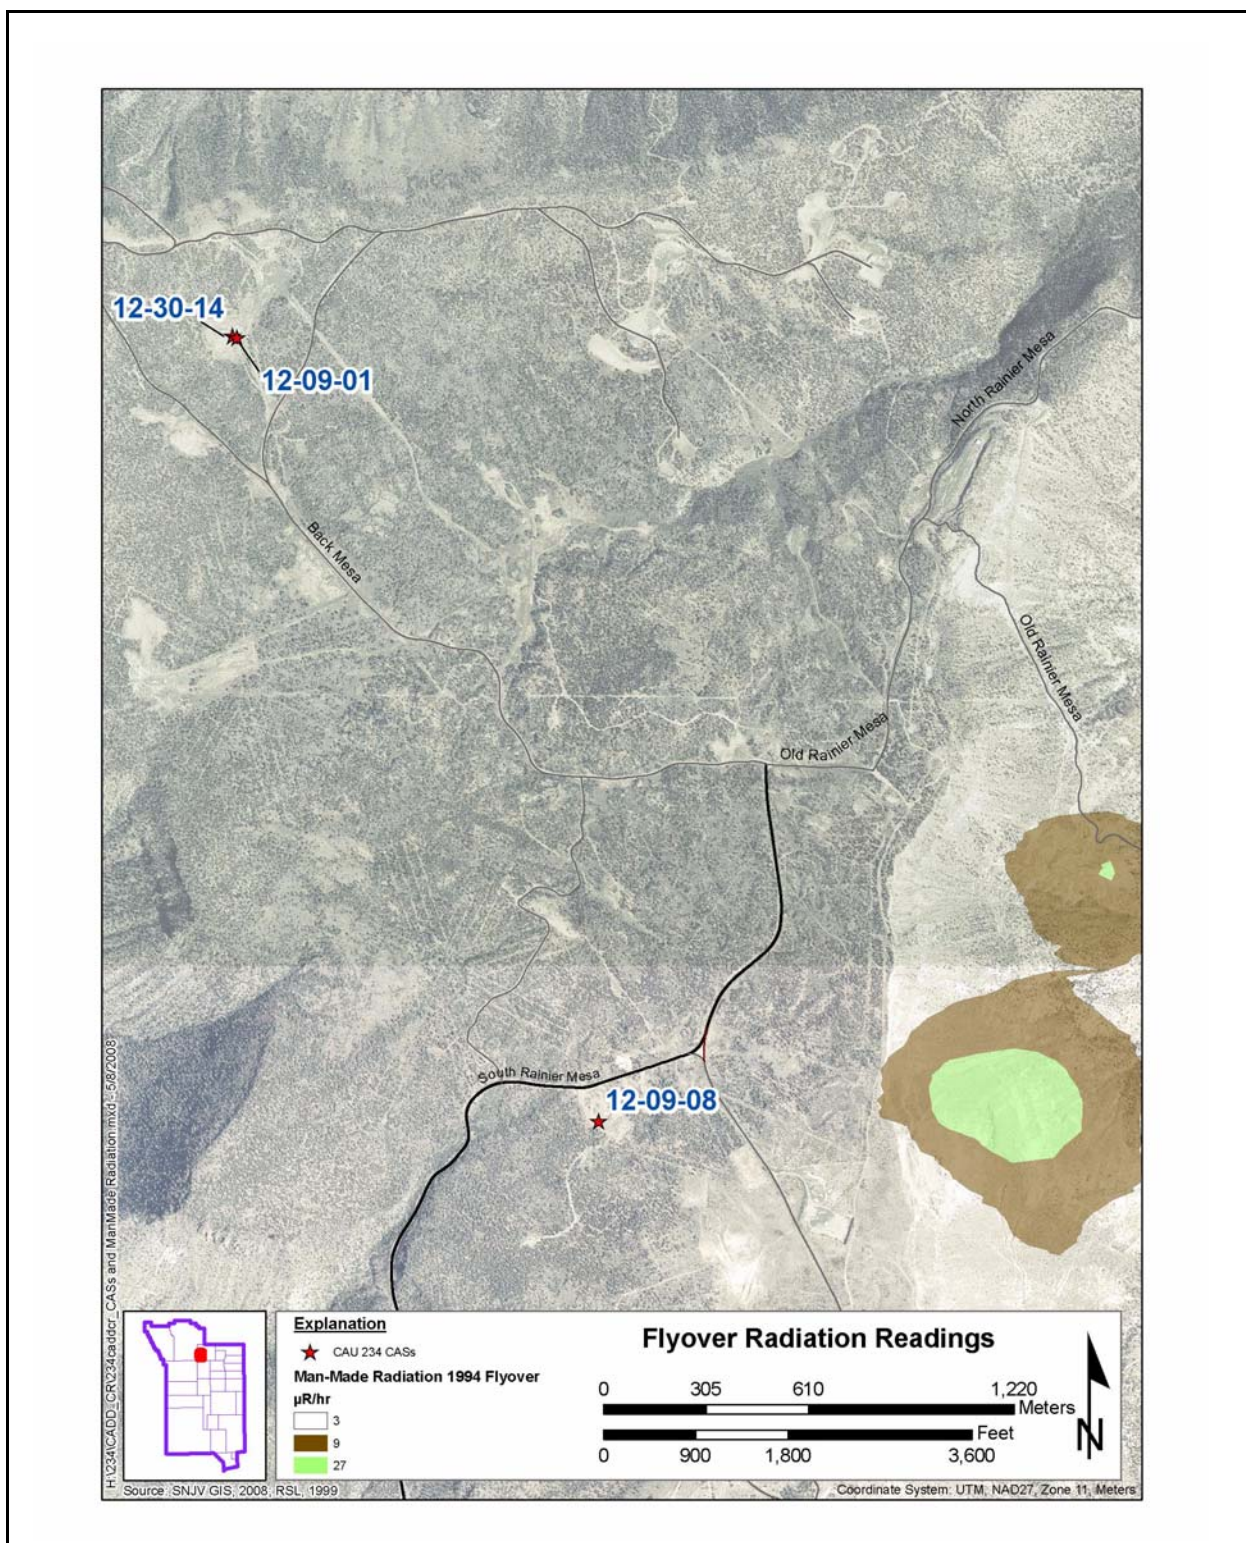 12-30-14
12-09-01
North Rainier Mesa
Back Mesa
Old Rainier Mesa
Old Rainier Mesa
South Rainier Mesa
12-09-08
H:\234\CADD_CR\234caddcr_CASs and ManMade Radiation.mxd - 5/8/2008
Explanation
CAU 234 CASs
Man-Made Radiation 1994 Flyover
µR/hr
3
9
27
Flyover Radiation Readings
0 305 610 1,220
Meters
Feet
0 900 1,800 3,600
N
Source: SNJV GIS, 2008, RSL, 1999
Coordinate System: UTM, NAD27, Zone 11, Meters